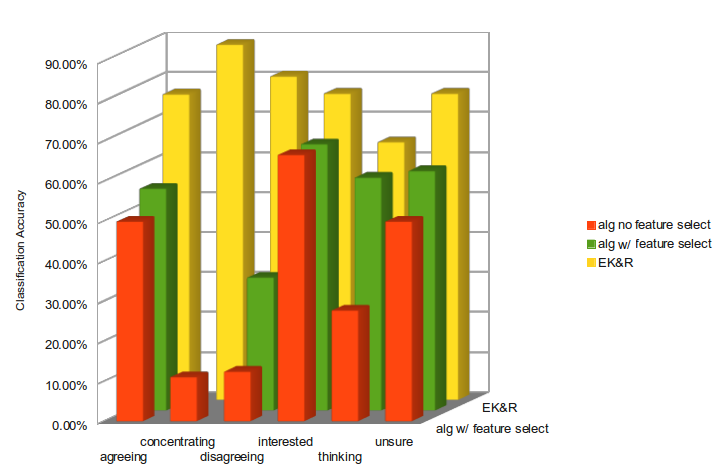 90.00%
80.00%
70.00%
60.00%
50.00%
40.00%
30.00%
20.00%
10.00%
0.00%
Classification Accuracy
alg no feature select
alg w/ feature select
EK&R
EK&R
alg w/ feature select
concentrating interested unsure
agreeing disagreeing thinking